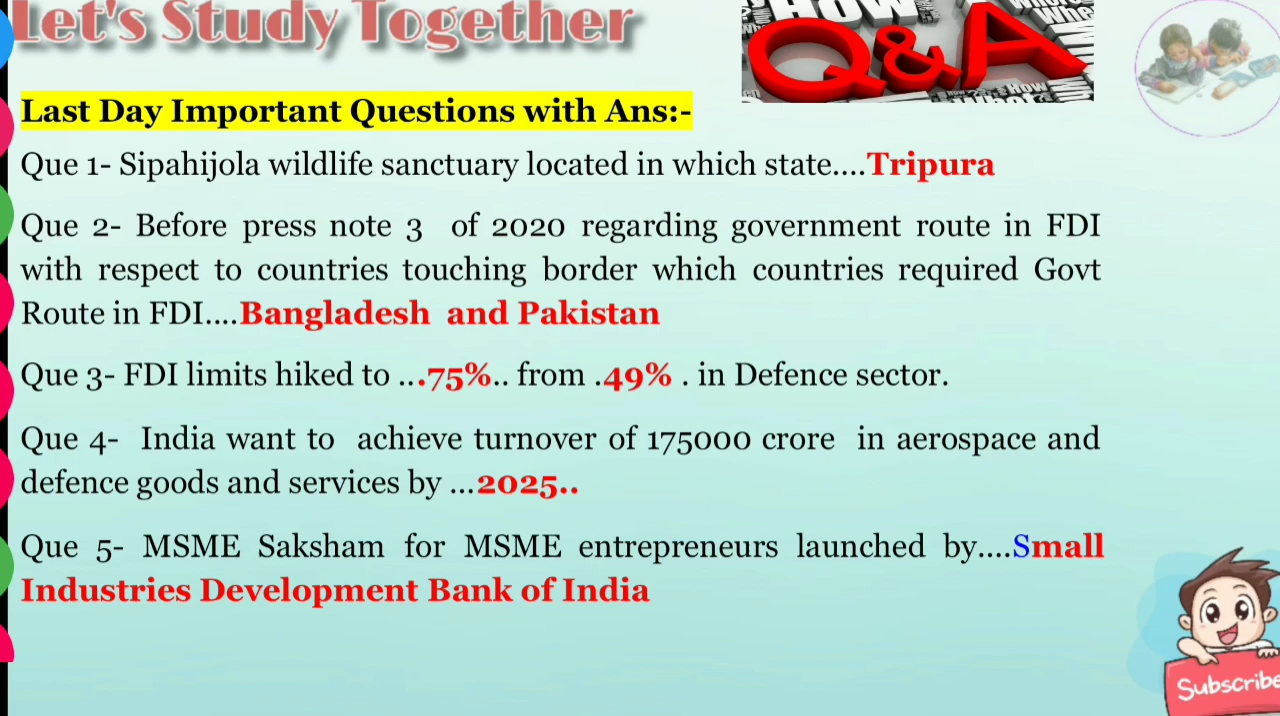 Let's Study Together
How
Q&A
Last Day Important Questions with Ans:-
Que 1- Sipahijola wildlife sanctuary located in which state....Tripura
Que 2- Before press note 3 of 2020 regarding government route in FDI
with respect to countries touching border which countries required Govt
Route in FDI....Bangladesh and Pakistan
Que 3- FDI limits hiked to ...75%.. from .49% . in Defence sector.
Que 4- India want to achieve turnover of 175000 crore in aerospace and
defence goods and services by ...2025..
Que 5- MSME Saksham for MSME entrepreneurs launched by....Small
Industries Development Bank of India
Subscribe